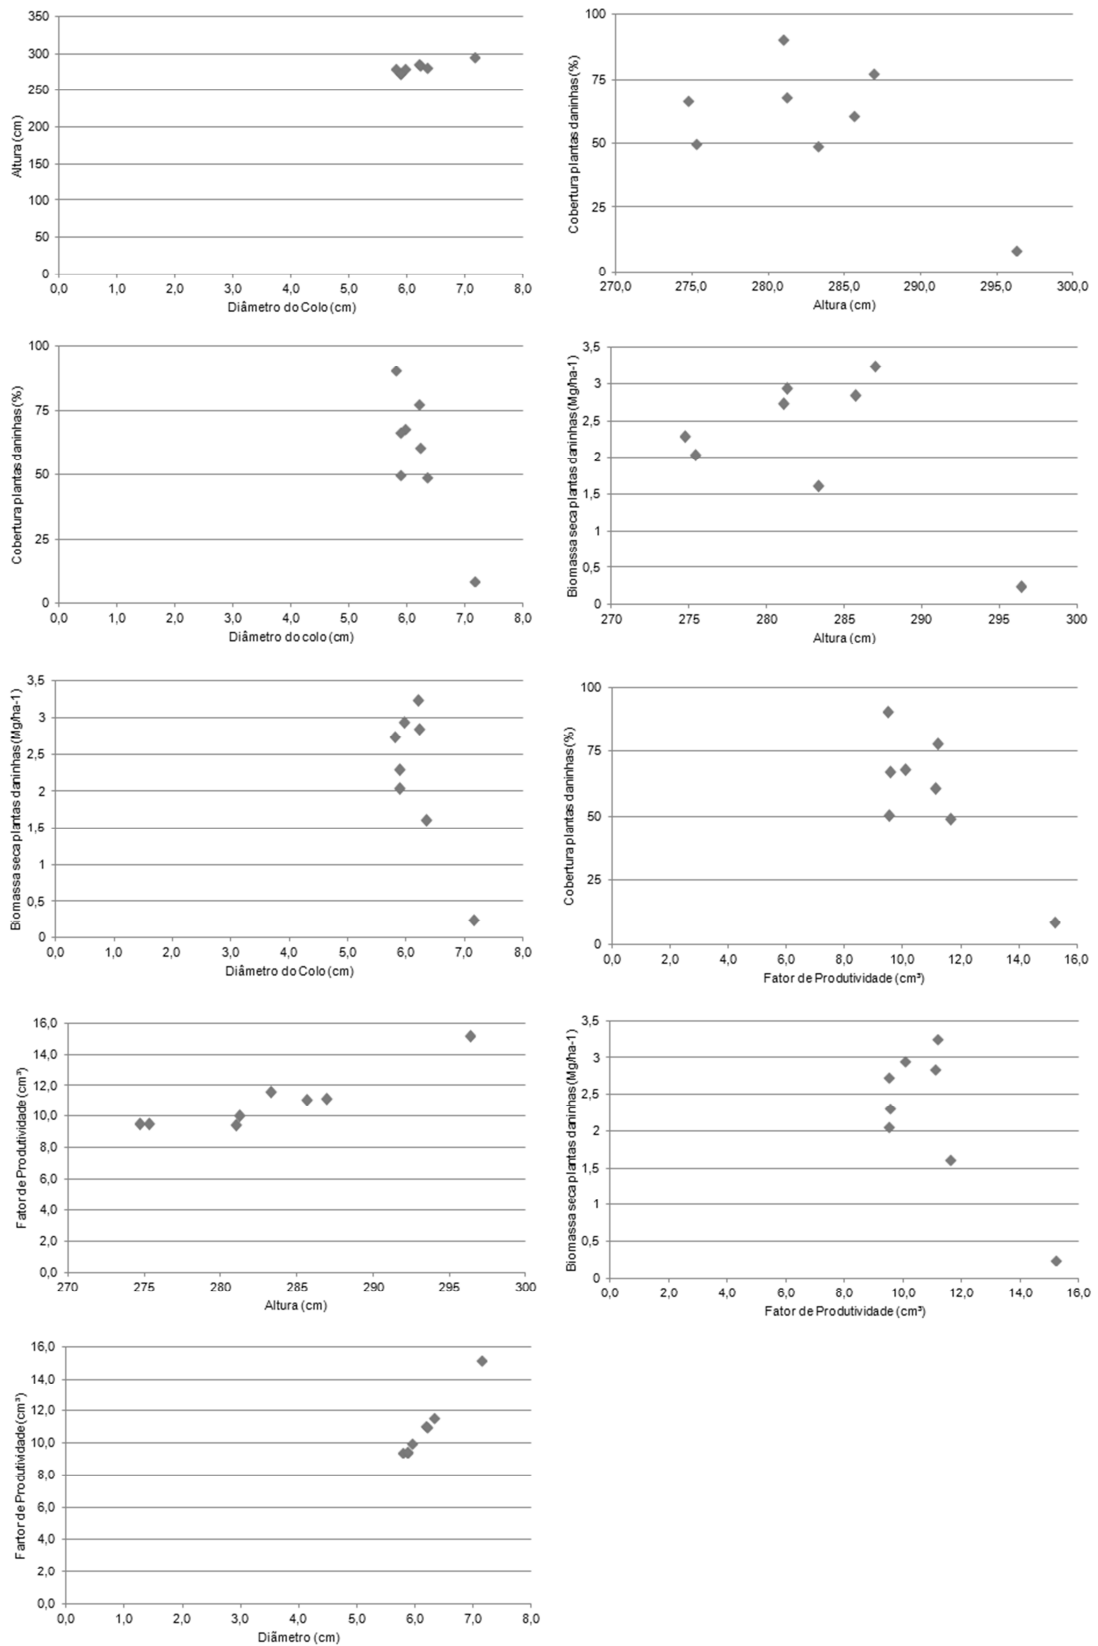 350
300
250
200
150
100
50
0
Altura (cm)
0,0 1,0 2,0 3,0 4,0 5,0 6,0 7,0 8,0
Diâmetro do Colo (cm)
100
75
50
25
0
Cobertura plantas daninhas (%)
270,0 275,0 280,0 285,0 290,0 295,0 300,0
Altura (cm)
100
75
50
25
0
Cobertura plantas daninhas (%)
0,0 1,0 2,0 3,0 4,0 5,0 6,0 7,0 8,0
Diâmetro do colo (cm)
3,5
3
2,5
2
1,5
1
0,5
0
Biomassa seca plantas daninhas (Mg/ha-1)
270 275 280 285 290 295 300
Altura (cm)
3,5
3
2,5
2
1,5
1
0,5
0
Biomassa seca plantas daninhas (Mg/ha-1)
0,0 1,0 2,0 3,0 4,0 5,0 6,0 7,0 8,0
Diâmetro do Colo (cm)
100
75
50
25
0
Cobertura plantas daninhas (%)
0,0 2,0 4,0 6,0 8,0 10,0 12,0 14,0 16,0
Fator de Produtividade (cm³)
16,0
14,0
12,0
10,0
8,0
6,0
4,0
2,0
0,0
Fator de Produtividade (cm³)
270 275 280 285 290 295 300
Altura (cm)
3,5
3
2,5
2
1,5
1
0,5
0
Biomassa seca plantas daninhas (Mg/ha-1)
0,0 2,0 4,0 6,0 8,0 10,0 12,0 14,0 16,0
Fator de Produtividade (cm³)
16,0
14,0
12,0
10,0
8,0
6,0
4,0
2,0
0,0
Fartor de Produtividade (cm³)
0,0 1,0 2,0 3,0 4,0 5,0 6,0 7,0 8,0
Diãmetro (cm)